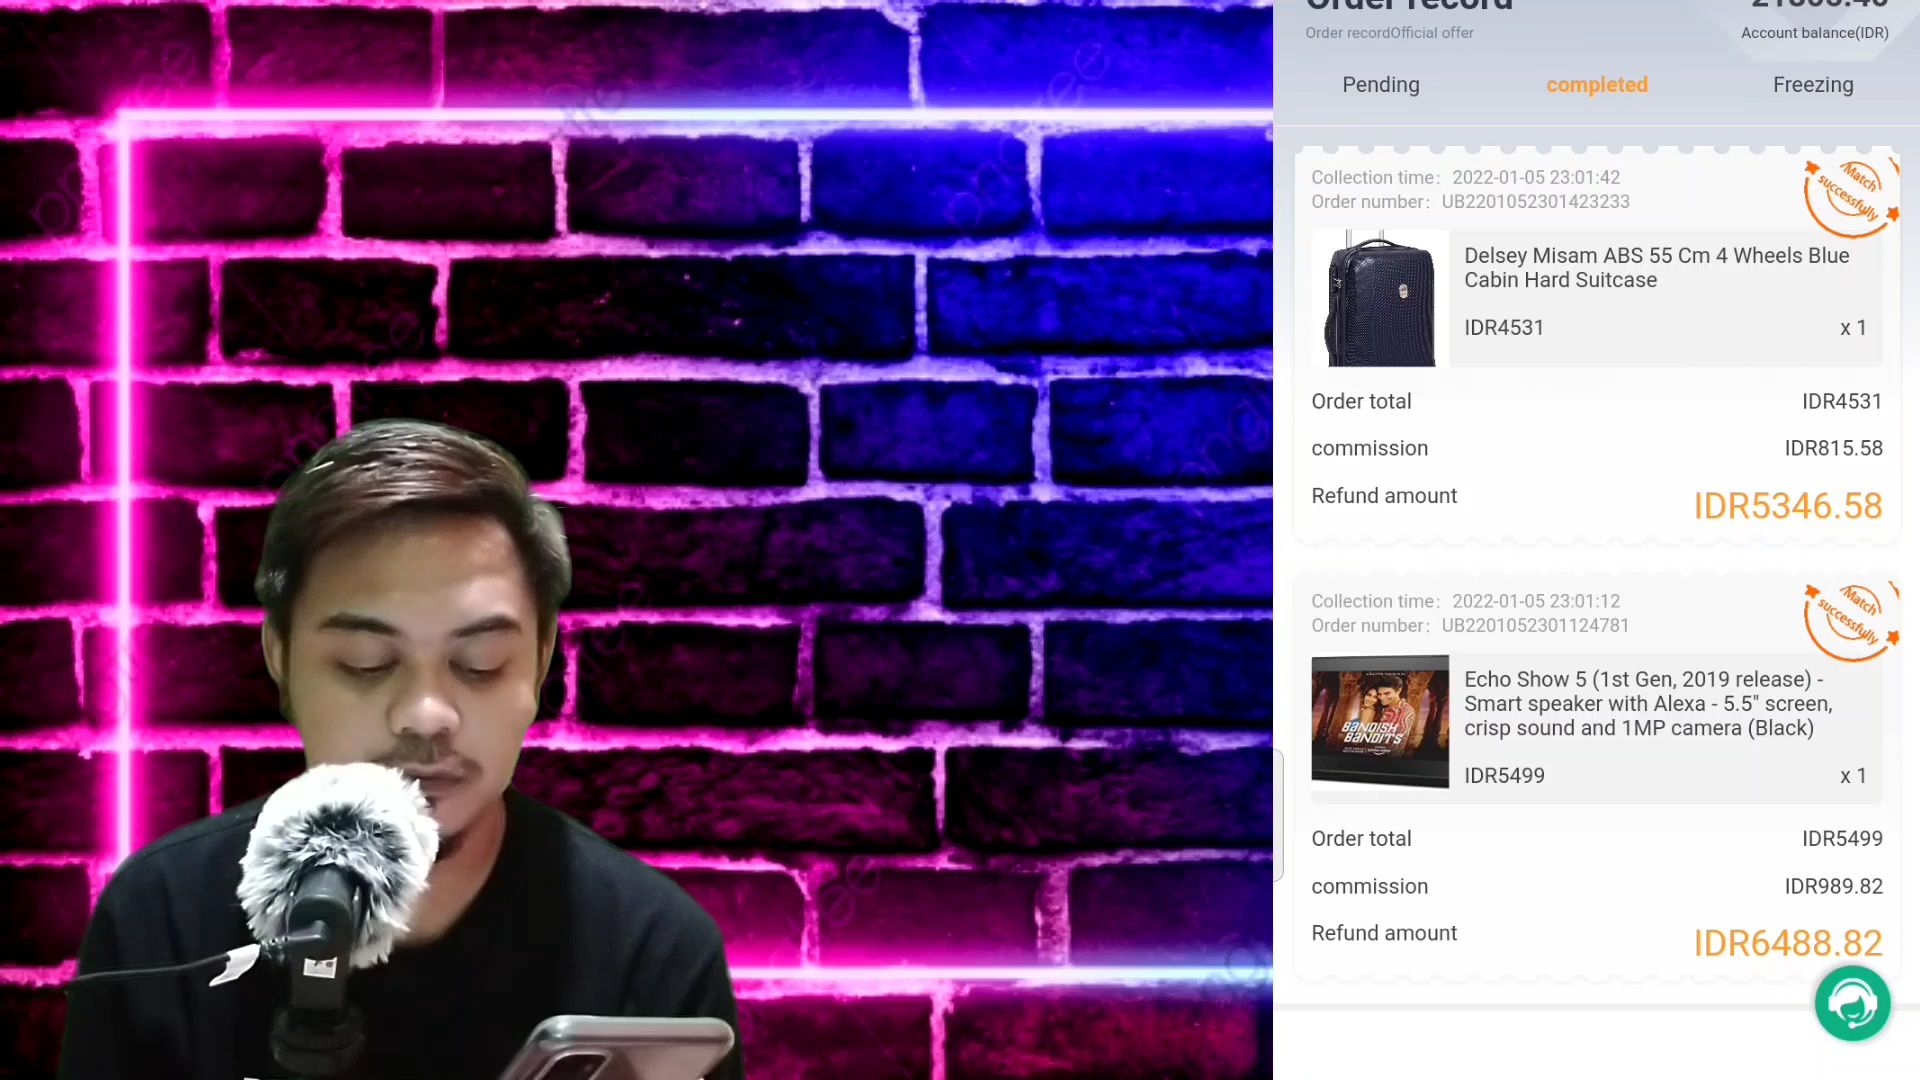 Order record
Order recordOfficial offer
Account balance(IDR)
Pending
completed
Freezing
Collection time: 2022-01-05 23:01:42
Order number: UB2201052301423233
Match
successfully
Delsey Misam ABS 55 Cm 4 Wheels Blue
Cabin Hard Suitcase
IDR4531
x 1
Order total
IDR4531
commission
IDR815.58
Refund amount
IDR5346.58
Collection time: 2022-01-05 23:01:12
Order number: UB2201052301124781
Match
successfully
BANDISH
BANDITS
Echo Show 5 (1st Gen, 2019 release) -
Smart speaker with Alexa - 5.5" screen,
crisp sound and 1MP camera (Black)
IDR5499
x 1
Order total
IDR5499
commission
IDR989.82
Refund amount
IDR6488.82